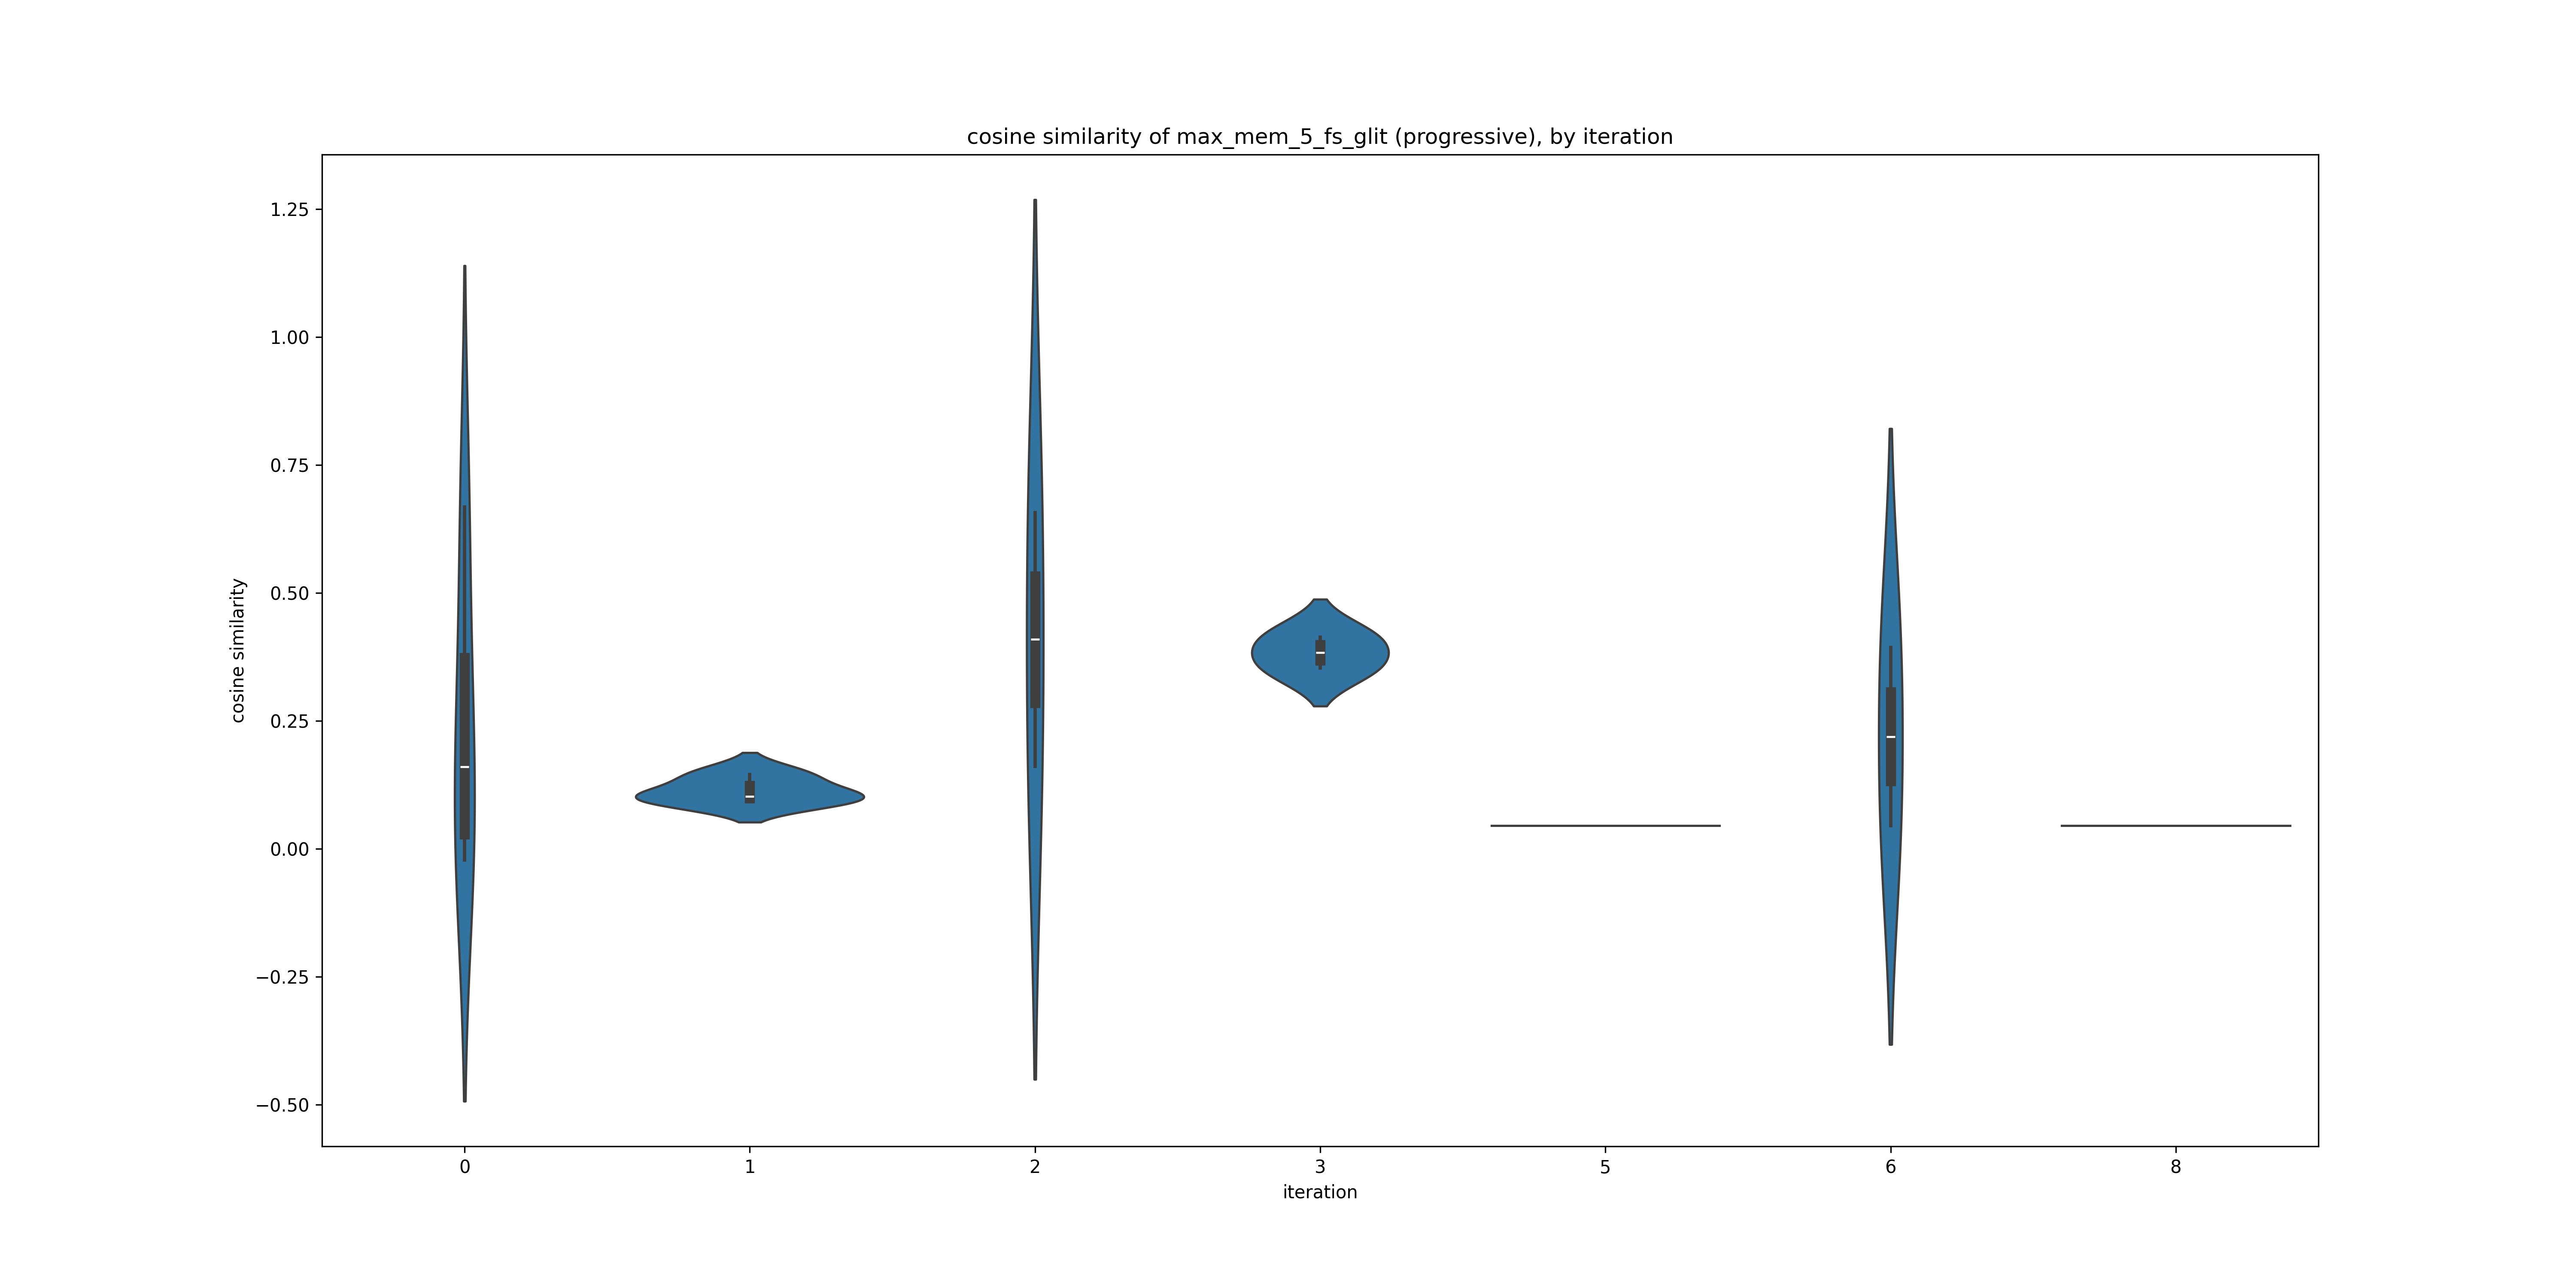 cosine similarity of max_mem_5_fs_glit (progressive), by iteration
1.25
1.00
0.75
0.50
0.25
0.00
−0.25
−0.50
cosine similarity
0 1 2 3 5 6 8
iteration